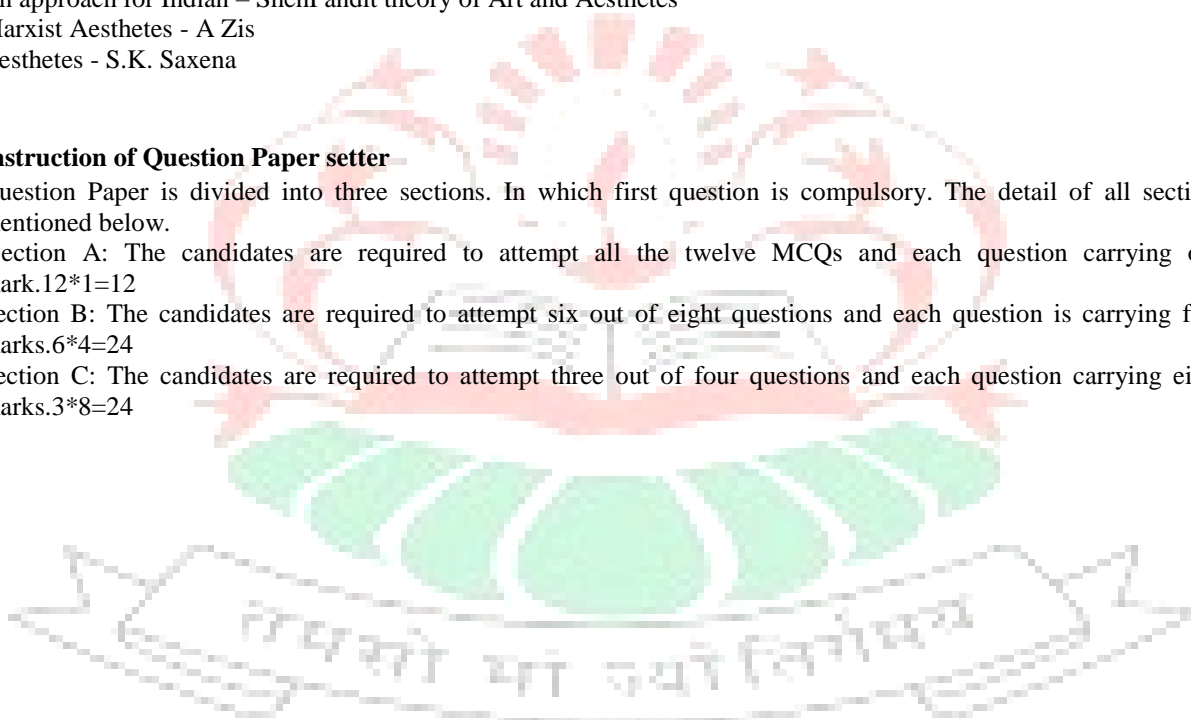 approach for Indian – and theory of Art and Aesthetes
Marxist Aesthetes - A Zis
esthetes - S.K. Saxena
nstruction of Question Paper setter
uestion Paper is divided into three sections. In which first question is compulsory. The detail of all secti
entioned below.
ection A: The candidates are required to attempt all the twelve MCQs and each question carrying
ark.12*1=12
ection B: The candidates are required to attempt six out of eight questions and each question is carrying f
arks.6*4=24
ection C: The candidates are required to attempt three out of four questions and each question carrying ei
arks.3*8=24
तमसो मा ज्योतिर्गमय